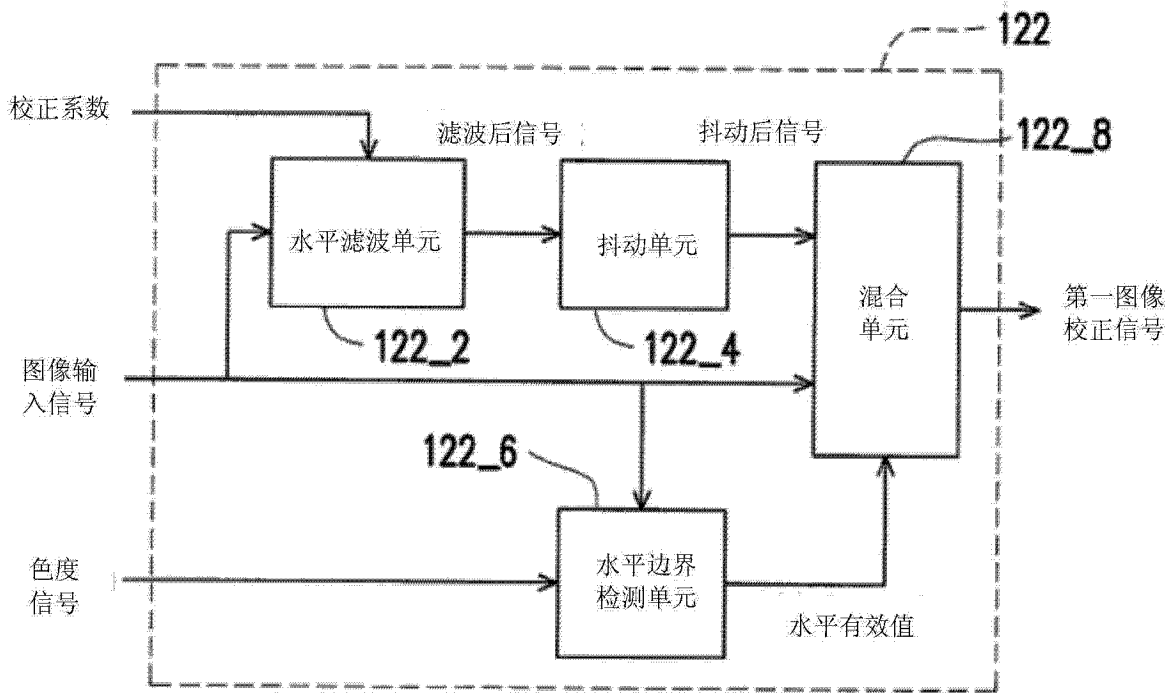 122
校正系数
滤波后信号
抖动后信号
122_8
水平滤波单元
抖动单元
混合
单元
第一图像
校正信号
122_2
122_4
图像输
入信号
122_6
色度
信号
水平边界
检测单元
水平有效值